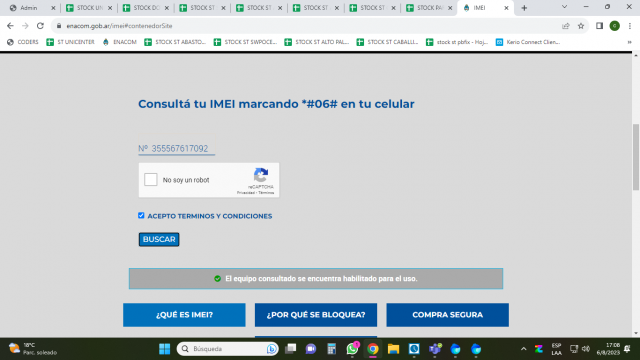 Admin
STOCK UN
STOCK DO
STOCK ST
STOCK ST
STOCK ST
STOCK ST
STOCK PA
IMEI
enacom.gob.ar/imei#contenedorSite
CODERS
ST UNICENTER
ENACOM
STOCK ST ABASTO...
STOCK ST SWPOCE...
STOCK ST ALTO PAL...
STOCK ST CABALLI...
stock st pbfix - Hoj...
Kerio Connect Clien...
Consultá tu IMEI marcando *#06# en tu celular
Nº 355567617092
No soy un robot
reCAPTCHA
Privacidad - Términos
ACEPTO TERMINOS Y CONDICIONES
BUSCAR
El equipo consultado se encuentra habilitado para el uso.
¿QUÉ ES IMEI?
¿POR QUÉ SE BLOQUEA?
COMPRA SEGURA
18°C
Parc. soleado
Búsqueda
ESP
LAA
17:08
6/8/2023